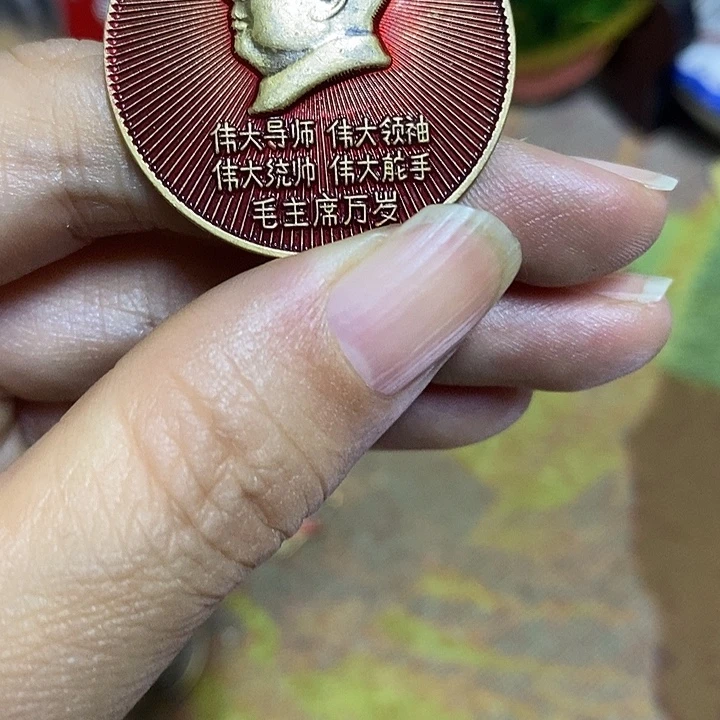 伟大导师 伟大领袖
伟大统帅 伟大舵手
毛主席万岁